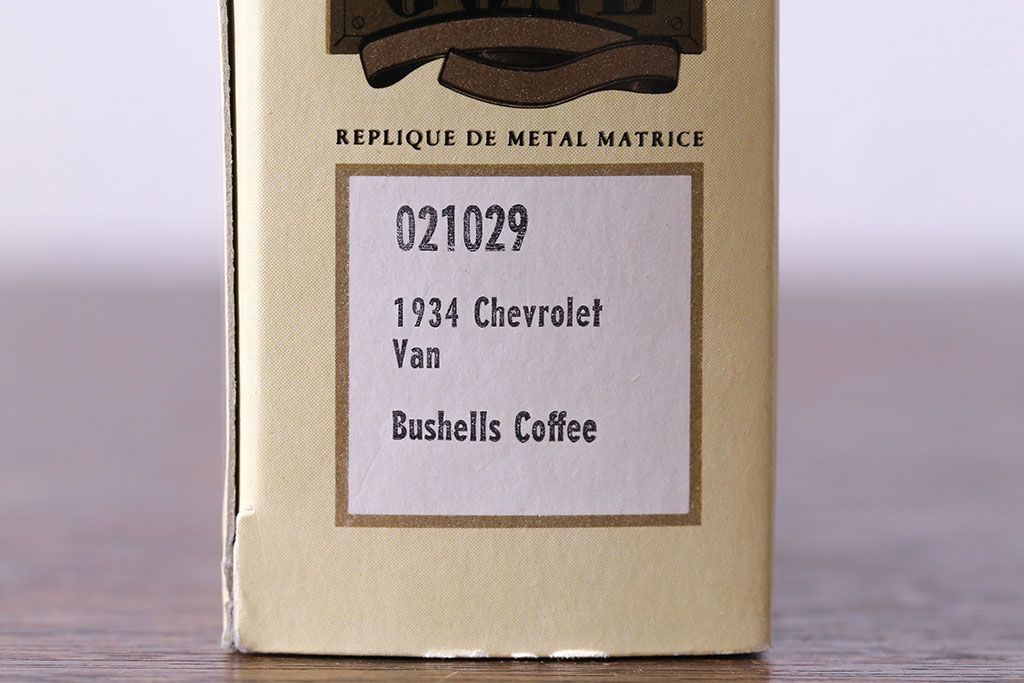 REPLIQUE DE METAL MATRICE
021029
1934 Chevrolet
Van
Bushells Coffee